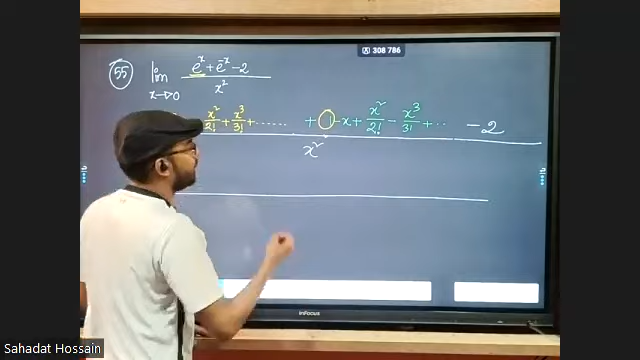 308 786
(55) lim x→0 (e^x + e^-x - 2) / x²
x²/2! + x³/3! + ...... + 1 - x + x²/2! - x³/3! + ... - 2
x²
InFocus
Sahadat Hossain